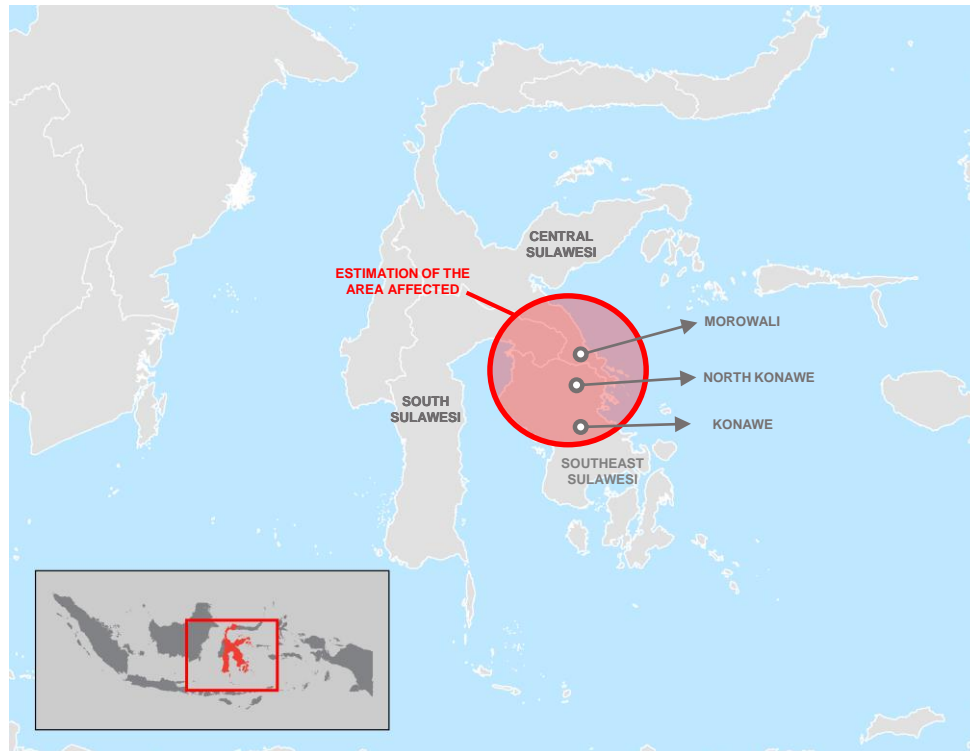 CENTRAL
SULAWESI
ESTIMATION OF THE
AREA AFFECTED
MOROWALI
NORTH KONAWE
SOUTH
SULAWESI
KONAWE
SOUTHEAST
SULAWESI